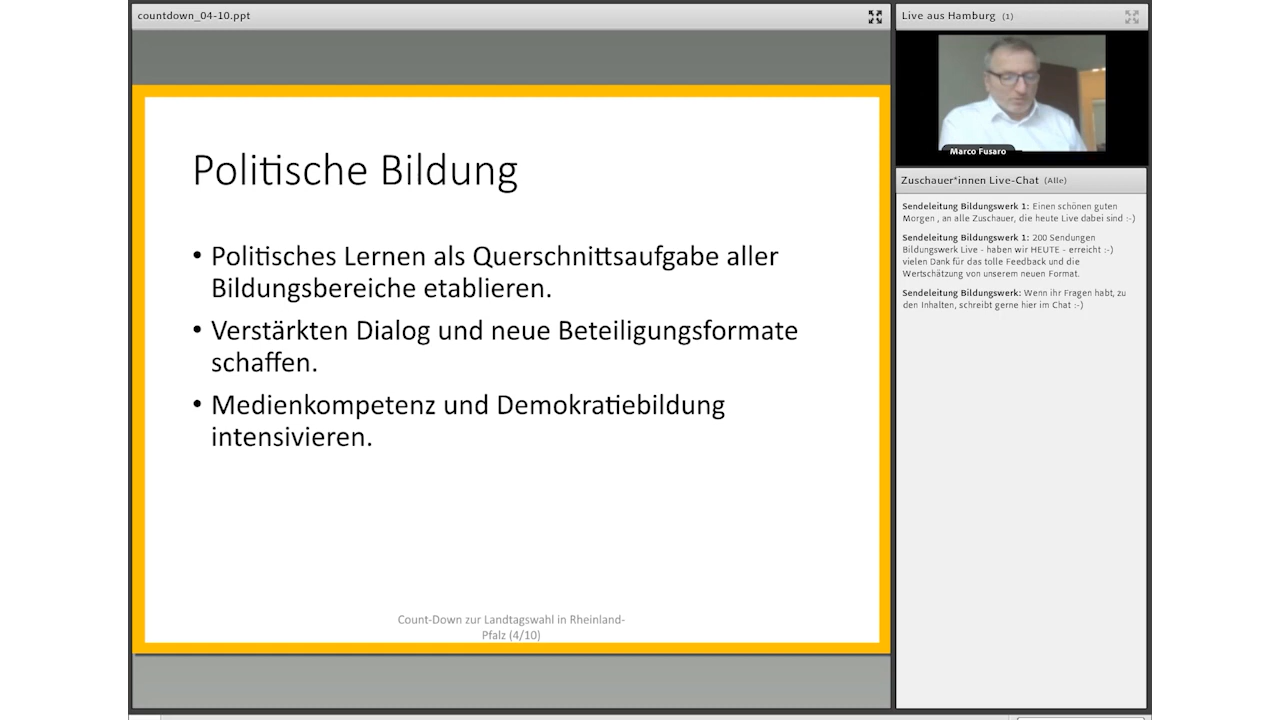 countdown_04-10.ppt
Politische Bildung
• Politisches Lernen als Querschnittsaufgabe aller
Bildungsbereiche etablieren.
• Verstärkten Dialog und neue Beteiligungsformate
schaffen.
• Medienkompetenz und Demokratiebildung
intensivieren.
Count-Down zur Landtagswahl in Rheinland-
Pfalz (4/10)
Live aus Hamburg (1)
Marco Fusaro
Zuschauer*innen Live-Chat (Alle)
Sendeleitung Bildungswerk 1: Einen schönen guten
Morgen , an alle Zuschauer, die heute Live dabei sind :-)
Sendeleitung Bildungswerk 1: 200 Sendungen
Bildungswerk Live - haben wir HEUTE - erreicht :-)
vielen Dank für das tolle Feedback und die
Wertschätzung von unserem neuen Format.
Sendeleitung Bildungswerk: Wenn ihr Fragen habt, zu
den Inhalten, schreibt gerne hier im Chat :-)